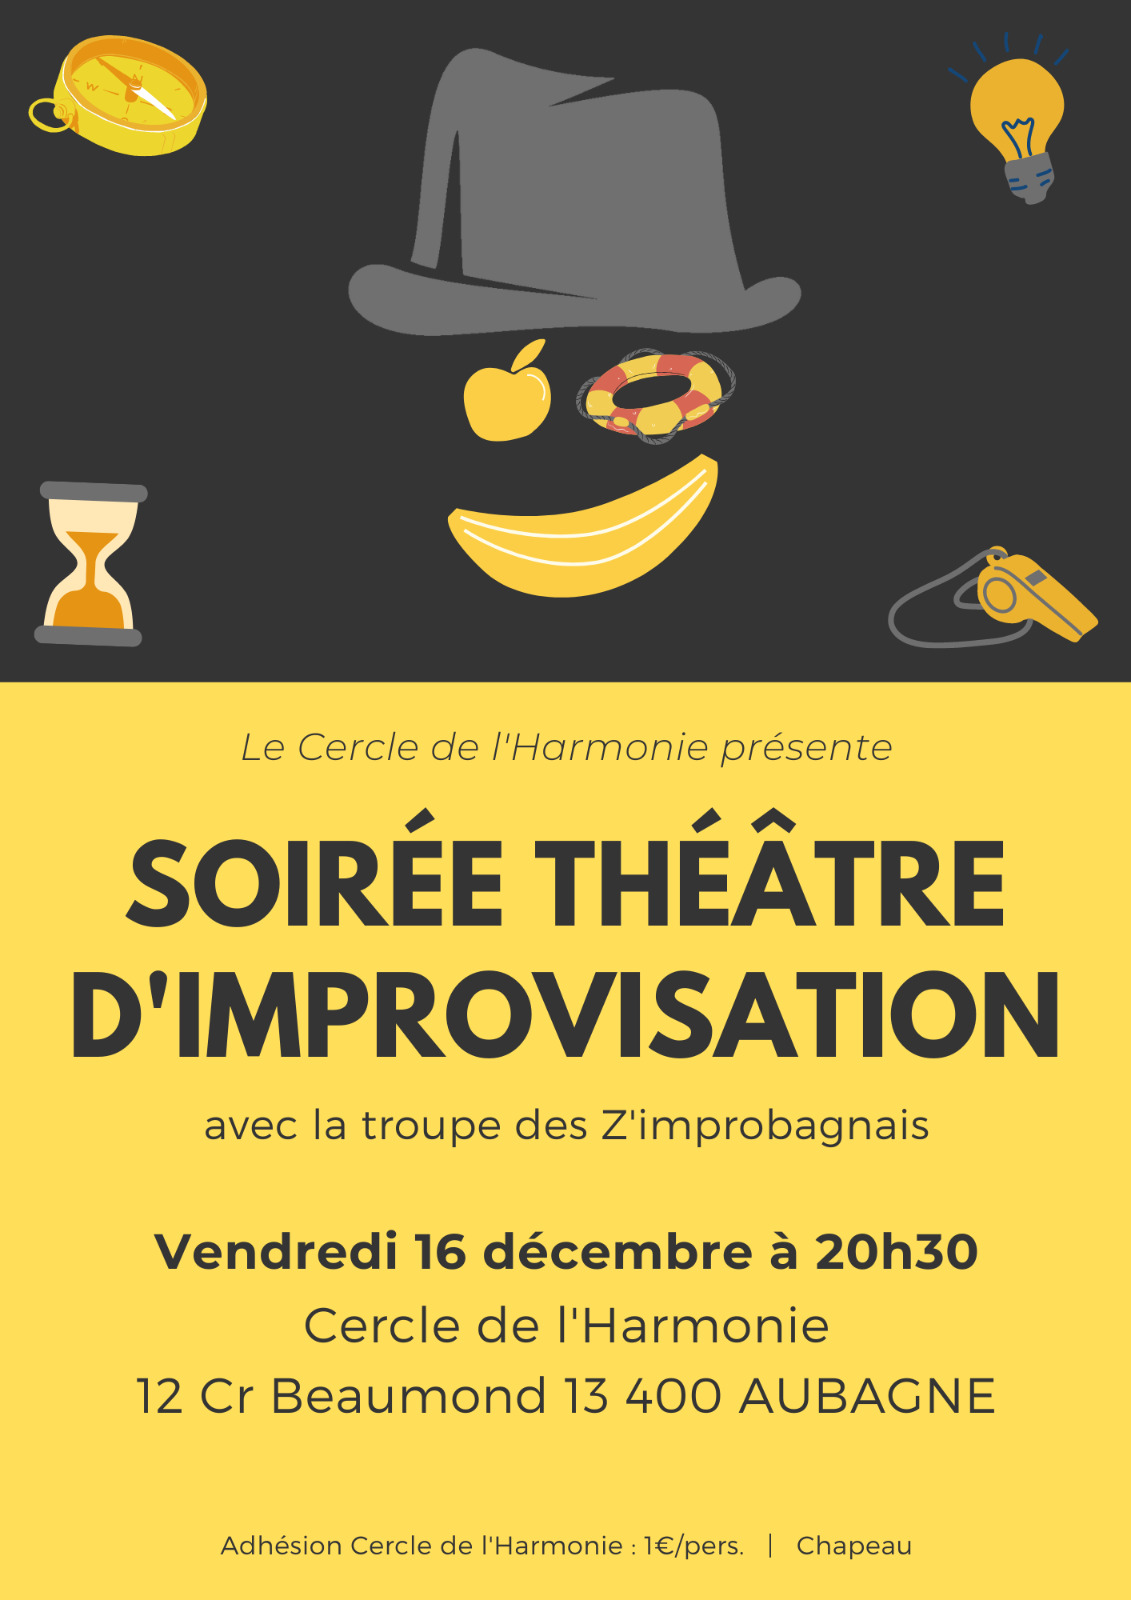 W
Le Cercle de l'Harmonie présente
SOIRÉE THÉÂTRE
D'IMPROVISATION
avec la troupe des Z'improbagnais
Vendredi 16 décembre à 20h30
Cercle de l'Harmonie
12 Cr Beaumond 13 400 AUBAGNE
Adhésion Cercle de l'Harmonie : 1€/pers. | Chapeau